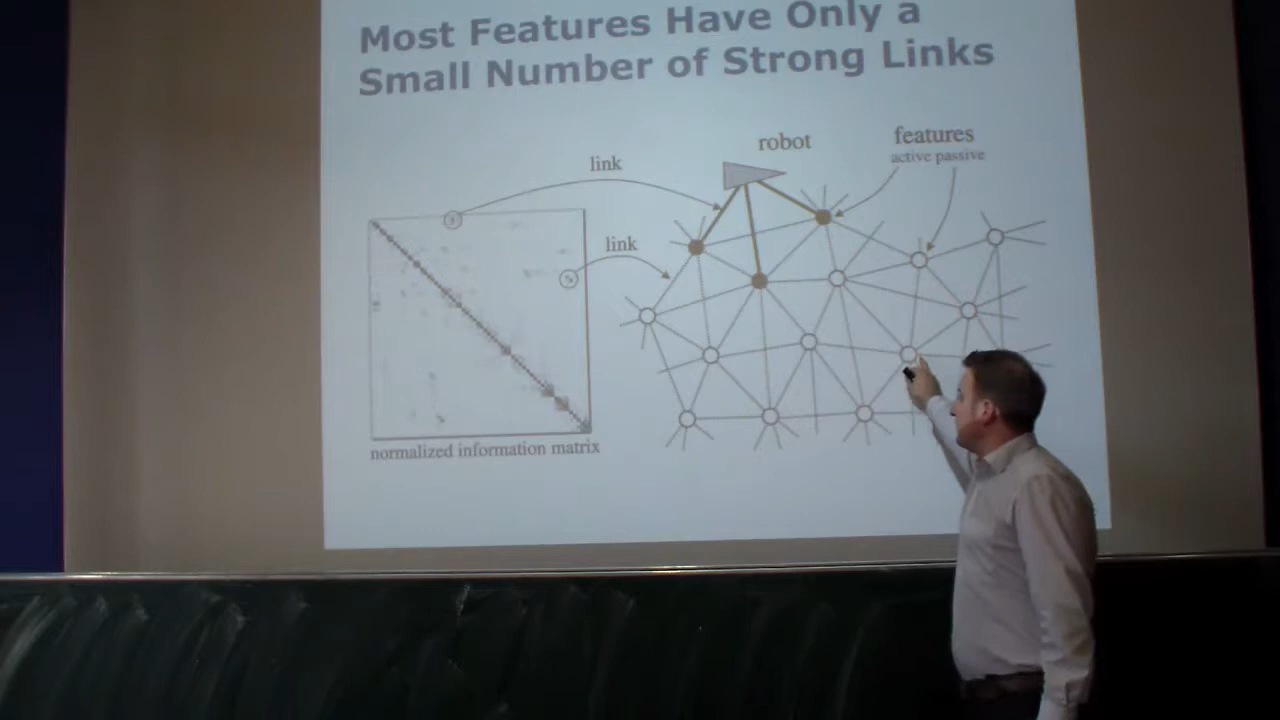 Most Features Have Only a
Small Number of Strong Links
robot
features
active passive
link
link
normalized information matrix